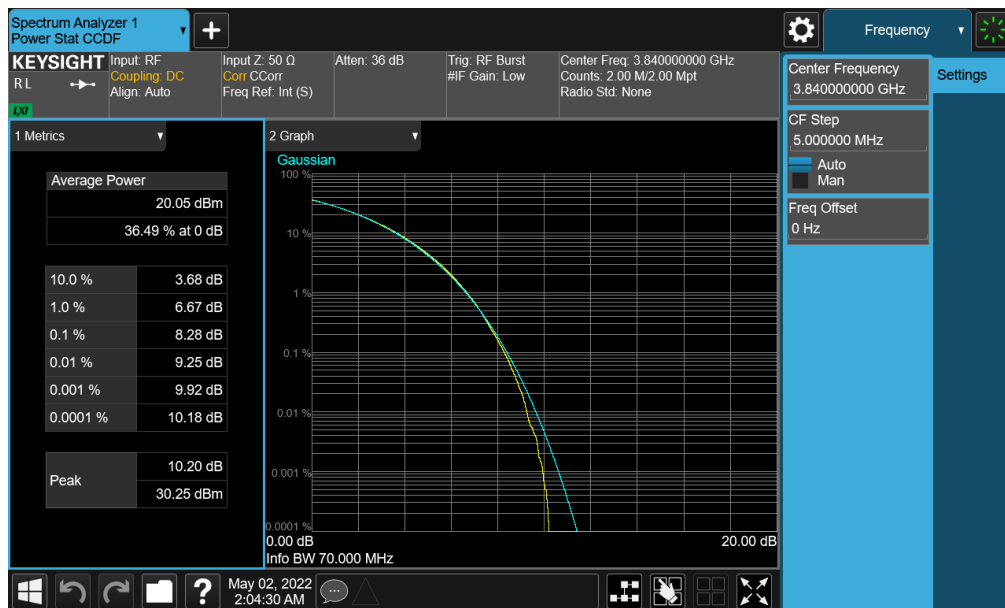 Spectrum Analyzer 1
Power Stat CCDF
+
Frequency
KEYSIGHT
R L
LXI
Input: RF
Coupling: DC
Align: Auto
Input Z: 50 Ω
Corr CCorr
Freq Ref: Int (S)
Atten: 36 dB
Trig: RF Burst
#IF Gain: Low
Center Freq: 3.840000000 GHz
Counts: 2.00 M/2.00 Mpt
Radio Std: None
Center Frequency
3.840000000 GHz
Settings
CF Step
5.000000 MHz
Auto
Man
Freq Offset
0 Hz
1 Metrics
Average Power
20.05 dBm
36.49 % at 0 dB
10.0 % 3.68 dB
1.0 % 6.67 dB
0.1 % 8.28 dB
0.01 % 9.25 dB
0.001 % 9.92 dB
0.0001 % 10.18 dB
Peak
10.20 dB
30.25 dBm
2 Graph
Gaussian
100 %
10 %
1 %
0.1 %
0.01 %
0.001 %
0.0001 %
0.00 dB 20.00 dB
Info BW 70.000 MHz
?
May 02, 2022
2:04:30 AM